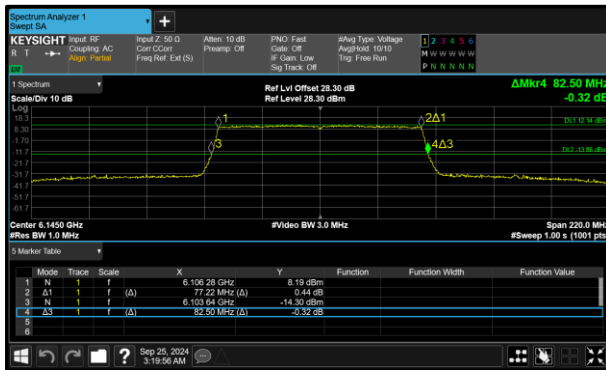 Spectrum Analyzer 1
Swept SA
KEYSIGHT Input: RF Input Z: 50 Ω Atten: 10 dB PNO: Fast #Avg Type: Voltage 1 2 3 4 5 6
R T Coupling: AC Corr CCorr Preamp: Off Gate: Off Avg|Hold: 10/10 M W W W W W
Align: Partial Freq Ref: Ext (S) IF Gain: Low Trig: Free Run
Sig Track: Off P N N N N N
1 Spectrum Ref Lvl Offset 28.30 dB ΔMkr4 82.50 MHz
Scale/Div 10 dB Ref Level 28.30 dBm -0.32 dB
Log
18.3 1 2Δ1 DL1 12.14 dBm
8.30
-1.70
-11.7 3 4Δ3 DL2 -13.86 dBm
-21.7
-31.7
-41.7
-51.7
-61.7
Center 6.1450 GHz #Video BW 3.0 MHz Span 220.0 MHz
#Res BW 1.0 MHz #Sweep 1.00 s (1001 pts
5 Marker Table
Mode Trace Scale X Y Function Function Width Function Value
1 N 1 f 6.106 28 GHz 8.19 dBm
2 Δ1 1 f (Δ) 77.22 MHz (Δ) 0.44 dB
3 N 1 f 6.103 64 GHz -14.30 dBm
4 Δ3 1 f (Δ) 82.50 MHz (Δ) -0.32 dB
5
6
Sep 25, 2024
3:19:56 AM